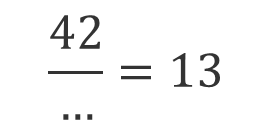 42
— = 13
...